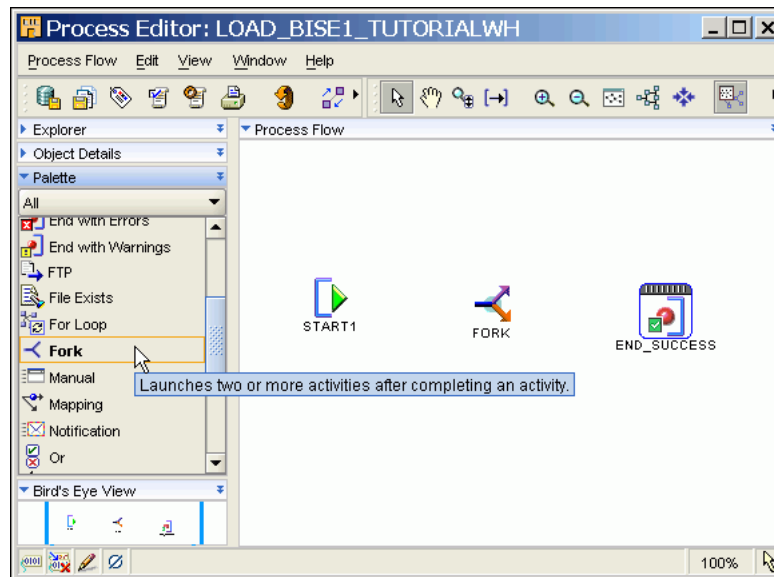 Process Editor: LOAD_BISE1_TUTORIALWH
Process Flow Edit View Window Help
Explorer
Object Details
Palette
All
End with Errors
End with Warnings
FTP
File Exists
For Loop
Fork
Manual
Mapping
Notification
Or
Bird's Eye View
Process Flow
START1
FORK
END_SUCCESS
Launches two or more activities after completing an activity.
100%